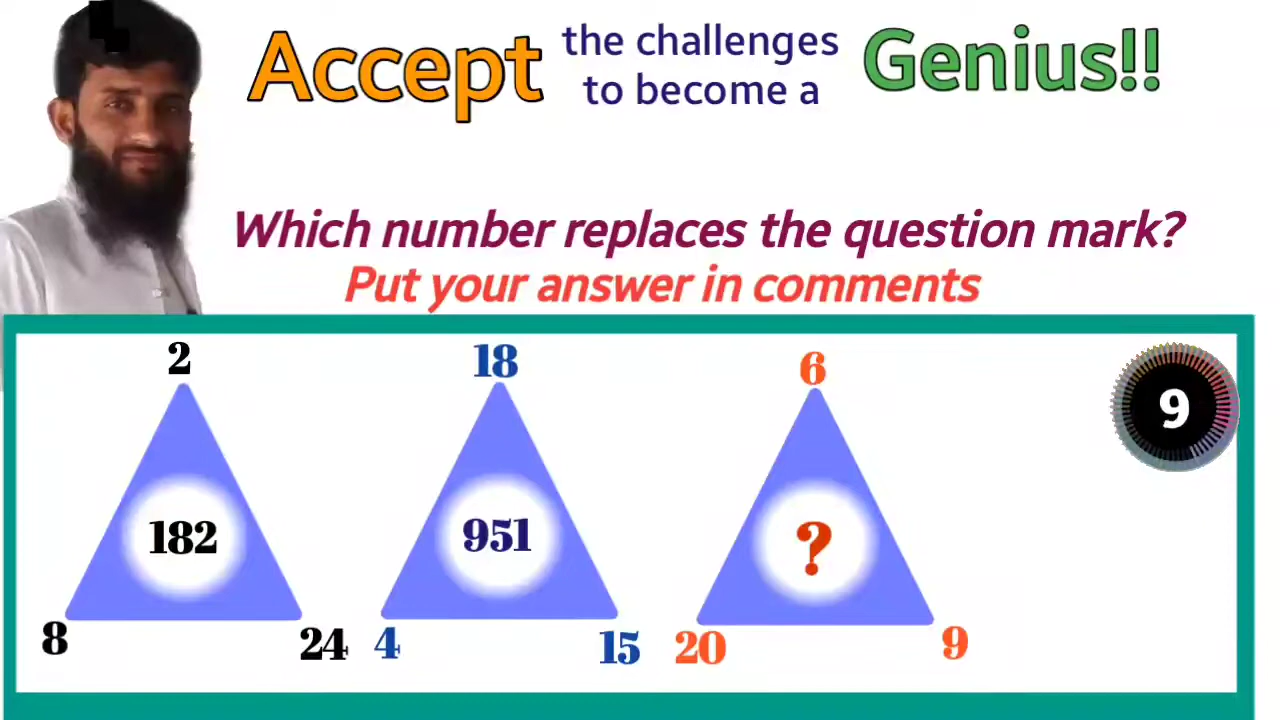 Accept the challenges Genius!!
to become a
Which number replaces the question mark?
Put your answer in comments
2 18 6
9
182 951 ?
8 24 4 15 20 9